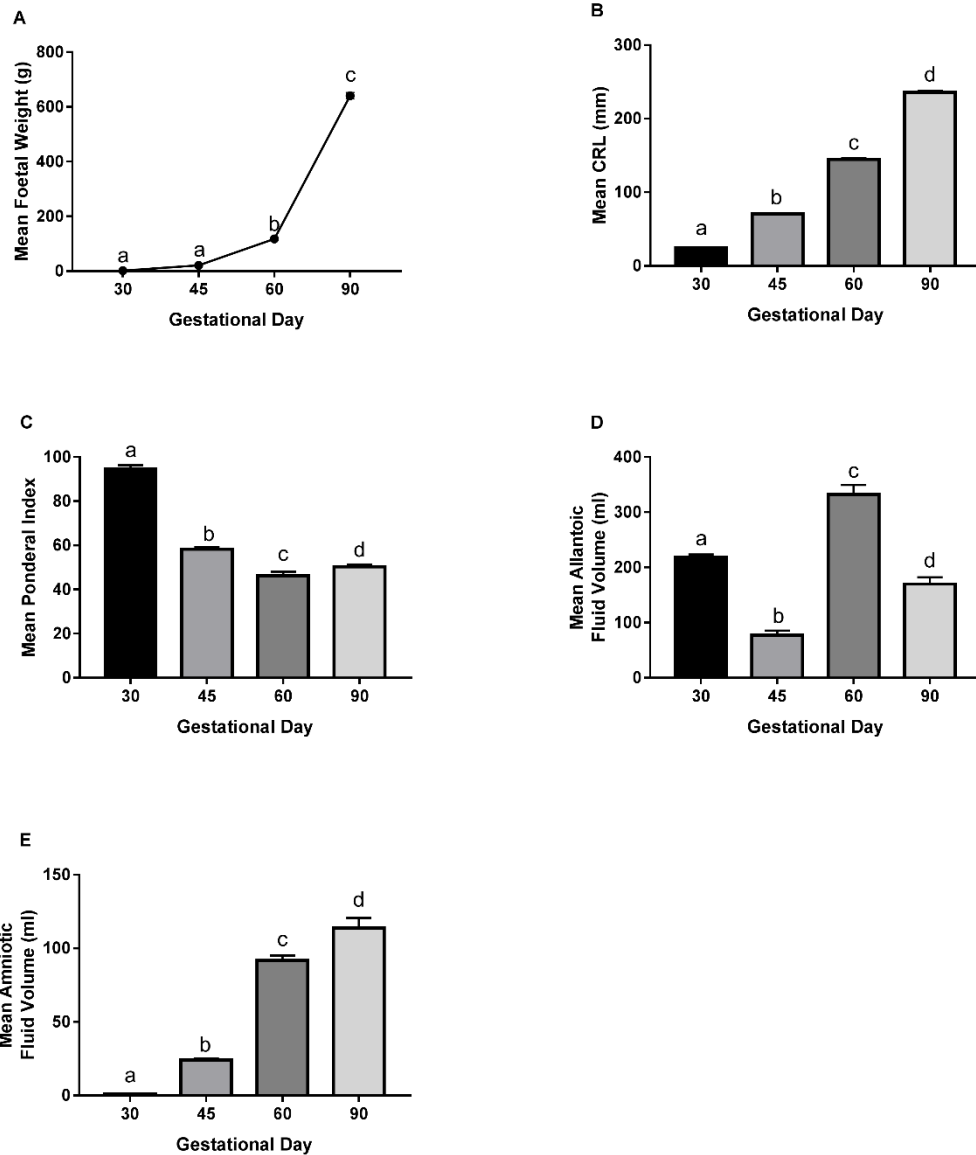 A
Mean Foetal Weight (g)
800
600
400
200
0
a
a
b
c
30 45 60 90
Gestational Day
B
Mean CRL (mm)
300
200
100
0
a
b
c
d
30 45 60 90
Gestational Day
C
Mean Ponderal Index
100
80
60
40
20
0
a
b
c
d
30 45 60 90
Gestational Day
D
Mean Allantoic
Fluid Volume (ml)
400
300
200
100
0
a
b
c
d
30 45 60 90
Gestational Day
E
Mean Amniotic
Fluid Volume (ml)
150
100
50
0
a
b
c
d
30 45 60 90
Gestational Day